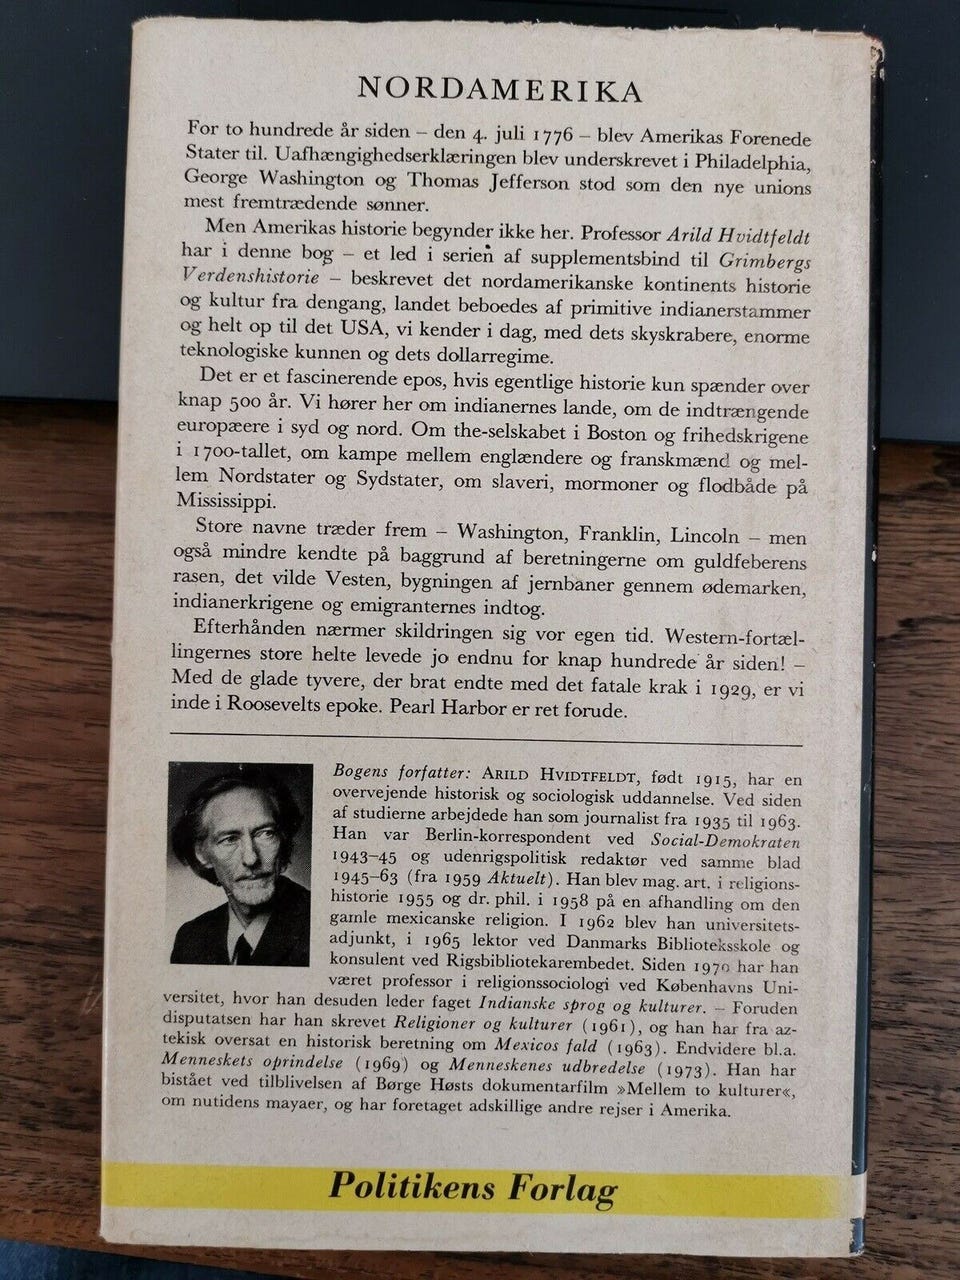 NORDAMERIKA
For to hundrede år siden – den 4. juli 1776 – blev Amerikas Forenede
Stater til. Uafhængighedserklæringen blev underskrevet i Philadelphia,
George Washington og Thomas Jefferson stod som den nye unions
mest fremtrædende sønner.
Men Amerikas historie begynder ikke her. Professor Arild Hvidtfeldt
har i denne bog – et led i serien af supplementsbind til Grimbergs
Verdenshistorie – beskrevet det nordamerikanske kontinents historie
og kultur fra dengang, landet beboedes af primitive indianerstammer
og helt op til det USA, vi kender i dag, med dets skyskrabere, enorme
teknologiske kunnen og dets dollarregime.
Det er et fascinerende epos, hvis egentlige historie kun spænder over
knap 500 år. Vi hører her om indianernes lande, om de indtrængende
europæere i syd og nord. Om the-selskabet i Boston og frihedskrigene
i 1700-tallet, om kampe mellem englændere og franskmænd og mel-
lem Nordstater og Sydstater, om slaveri, mormoner og flodbåde på
Mississippi.
Store navne træder frem – Washington, Franklin, Lincoln – men
også mindre kendte på baggrund af beretningerne om guldfeberens
rasen, det vilde Vesten, bygningen af jernbaner gennem ødemarken,
indianerkrigene og emigranternes indtog.
Efterhånden nærmer skildringen sig vor egen tid. Western-fortæl-
lingernes store helte levede jo endnu for knap hundrede år siden! –
Med de glade tyvere, der brat endte med det fatale krak i 1929, er vi
inde i Roosevelts epoke. Pearl Harbor er ret forude.
Bogens forfatter: ARILD HVIDTFELDT, født 1915, har en
overvejende historisk og sociologisk uddannelse. Ved siden
af studierne arbejdede han som journalist fra 1935 til 1963.
Han var Berlin-korrespondent ved Social-Demokraten
1943–45 og udenrigspolitisk redaktør ved samme blad
1945–63 (fra 1959 Aktuelt). Han blev mag. art. i religions-
historie 1955 og dr. phil. i 1958 på en afhandling om den
gamle mexicanske religion. I 1962 blev han universitets-
adjunkt, i 1965 lektor ved Danmarks Biblioteksskole og
konsulent ved Rigsbibliotekarembedet. Siden 1970 har han
været professor i religionssociologi ved Københavns Uni-
versitet, hvor han desuden leder faget Indianske sprog og kulturer. – Foruden
disputatsen har han skrevet Religioner og kulturer (1961), og han har fra az-
tekisk oversat en historisk beretning om Mexicos fald (1963). Endvidere bl.a.
Menneskets oprindelse (1969) og Menneskenes udbredelse (1973). Han har
bistået ved tilblivelsen af Børge Høsts dokumentarfilm »Mellem to kulturer«,
om nutidens mayaer, og har foretaget adskillige andre rejser i Amerika.
Politikens Forlag